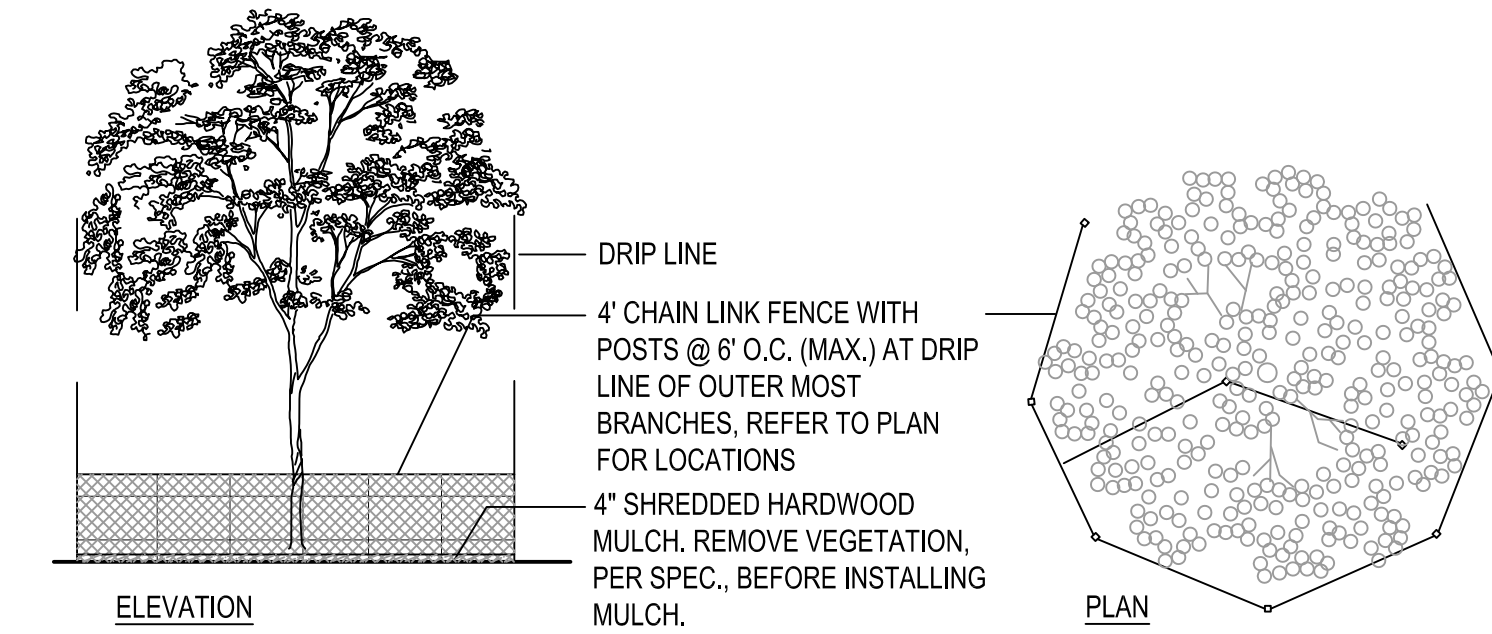 DRIP LINE
4' CHAIN LINK FENCE WITH
POSTS @ 6' O.C. (MAX.) AT DRIP
LINE OF OUTER MOST
BRANCHES, REFER TO PLAN
FOR LOCATIONS
4" SHREDDED HARDWOOD
MULCH. REMOVE VEGETATION,
PER SPEC., BEFORE INSTALLING
MULCH.
ELEVATION
PLAN